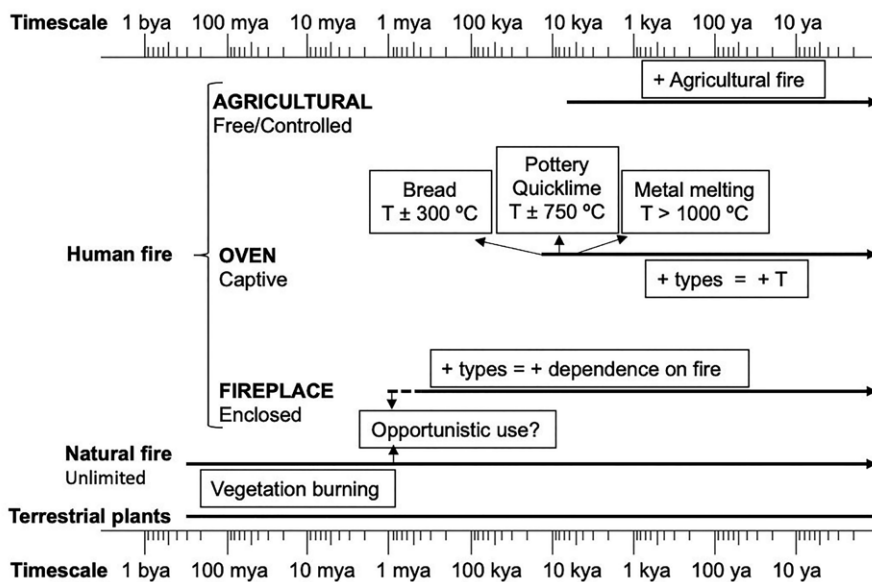 Timescale 1 bya 100 mya 10 mya 1 mya 100 kya 10 kya 1 kya 100 ya 10 ya
+ Agricultural fire
AGRICULTURAL
Free/Controlled
Bread
T ± 300 ºC
Pottery
Quicklime
T ± 750 ºC
Metal melting
T > 1000 ºC
Human fire
OVEN
Captive
+ types = + T
+ types = + dependence on fire
FIREPLACE
Enclosed
Opportunistic use?
Natural fire
Unlimited
Vegetation burning
Terrestrial plants
Timescale 1 bya 100 mya 10 mya 1 mya 100 kya 10 kya 1 kya 100 ya 10 ya